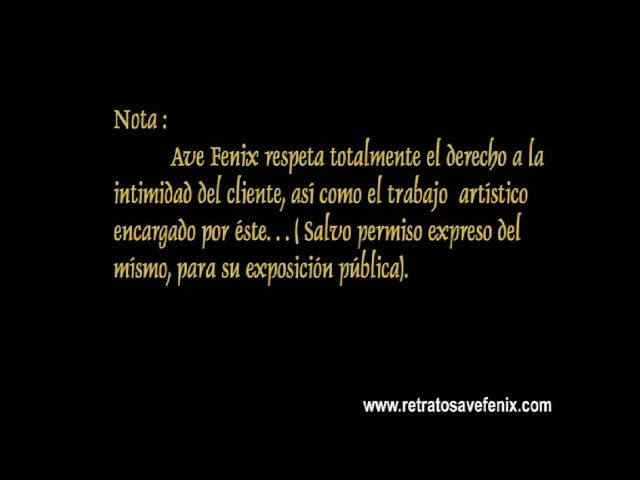 Nota :
Ave Fenix respeta totalmente el derecho a la
intimidad del cliente, así como el trabajo artístico
encargado por éste...( Salvo permiso expreso del
mísmo, para su exposición pública).
www.retratosavefenix.com